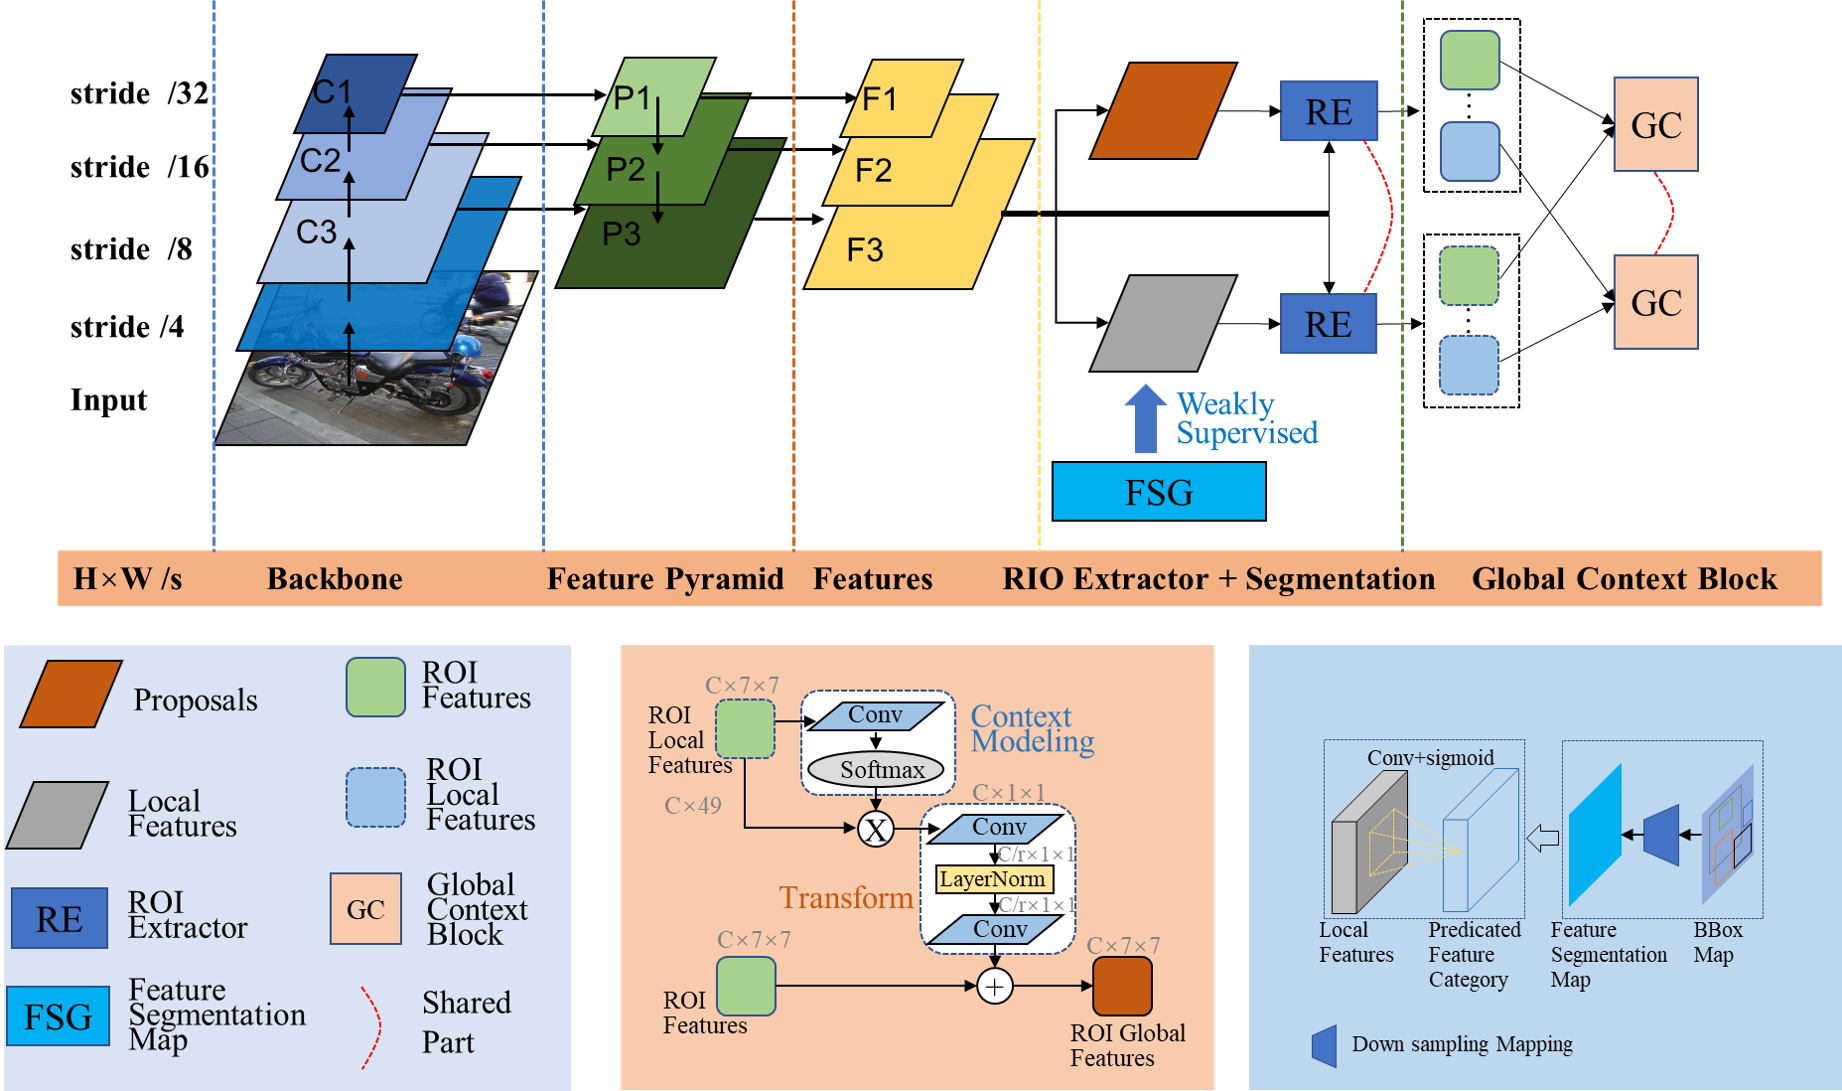 stride /32
stride /16
stride /8
stride /4
Input
C1
C2
C3
P1
P2
P3
F1
F2
F3
RE
RE
GC
GC
Weakly
Supervised
FSG
H×W /s
Backbone
Feature Pyramid
Features
RIO Extractor + Segmentation
Global Context Block
Proposals
ROI
Features
Local
Features
ROI
Local
Features
RE
ROI
Extractor
GC
Global
Context
Block
FSG
Feature
Segmentation
Map
Shared
Part
C×7×7
ROI
Local
Features
Conv
Softmax
Context
Modeling
C×49
X
C×1×1
Conv
C/r×1×1
LayerNorm
C/r×1×1
Conv
Transform
C×7×7
ROI
Features
+
C×7×7
ROI Global
Features
Conv+sigmoid
Local
Features
Predicated
Feature
Category
Feature
Segmentation
Map
BBox
Map
Down sampling Mapping